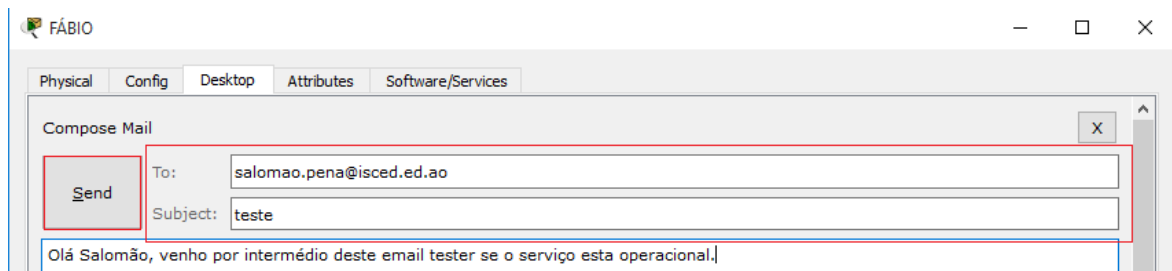 FÁBIO
Physical Config Desktop Attributes Software/Services
Compose Mail X
Send
To: salomao.pena@isced.ed.ao
Subject: teste
Olá Salomão, venho por intermédio deste email tester se o serviço esta operacional.